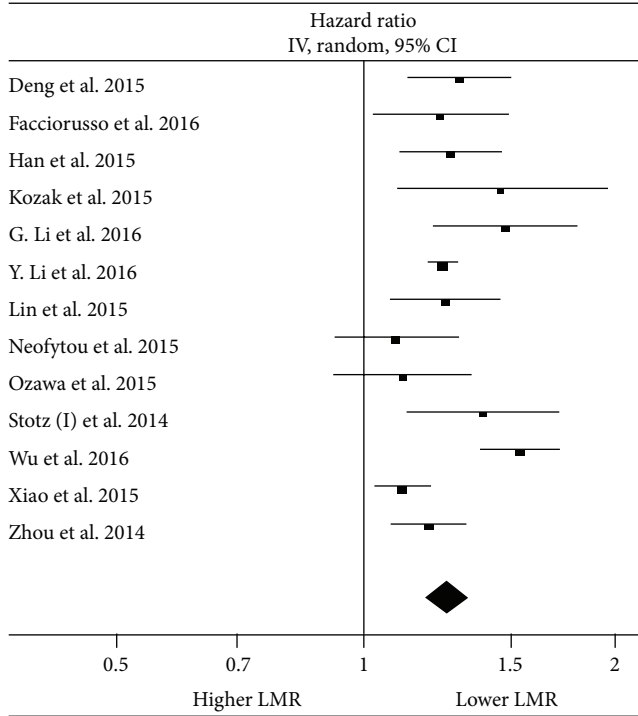 Hazard ratio
IV, random, 95% CI
Deng et al. 2015
Facciorusso et al. 2016
Han et al. 2015
Kozak et al. 2015
G. Li et al. 2016
Y. Li et al. 2016
Lin et al. 2015
Neofytou et al. 2015
Ozawa et al. 2015
Stotz (I) et al. 2014
Wu et al. 2016
Xiao et al. 2015
Zhou et al. 2014
0.5 0.7 1 1.5 2
Higher LMR Lower LMR